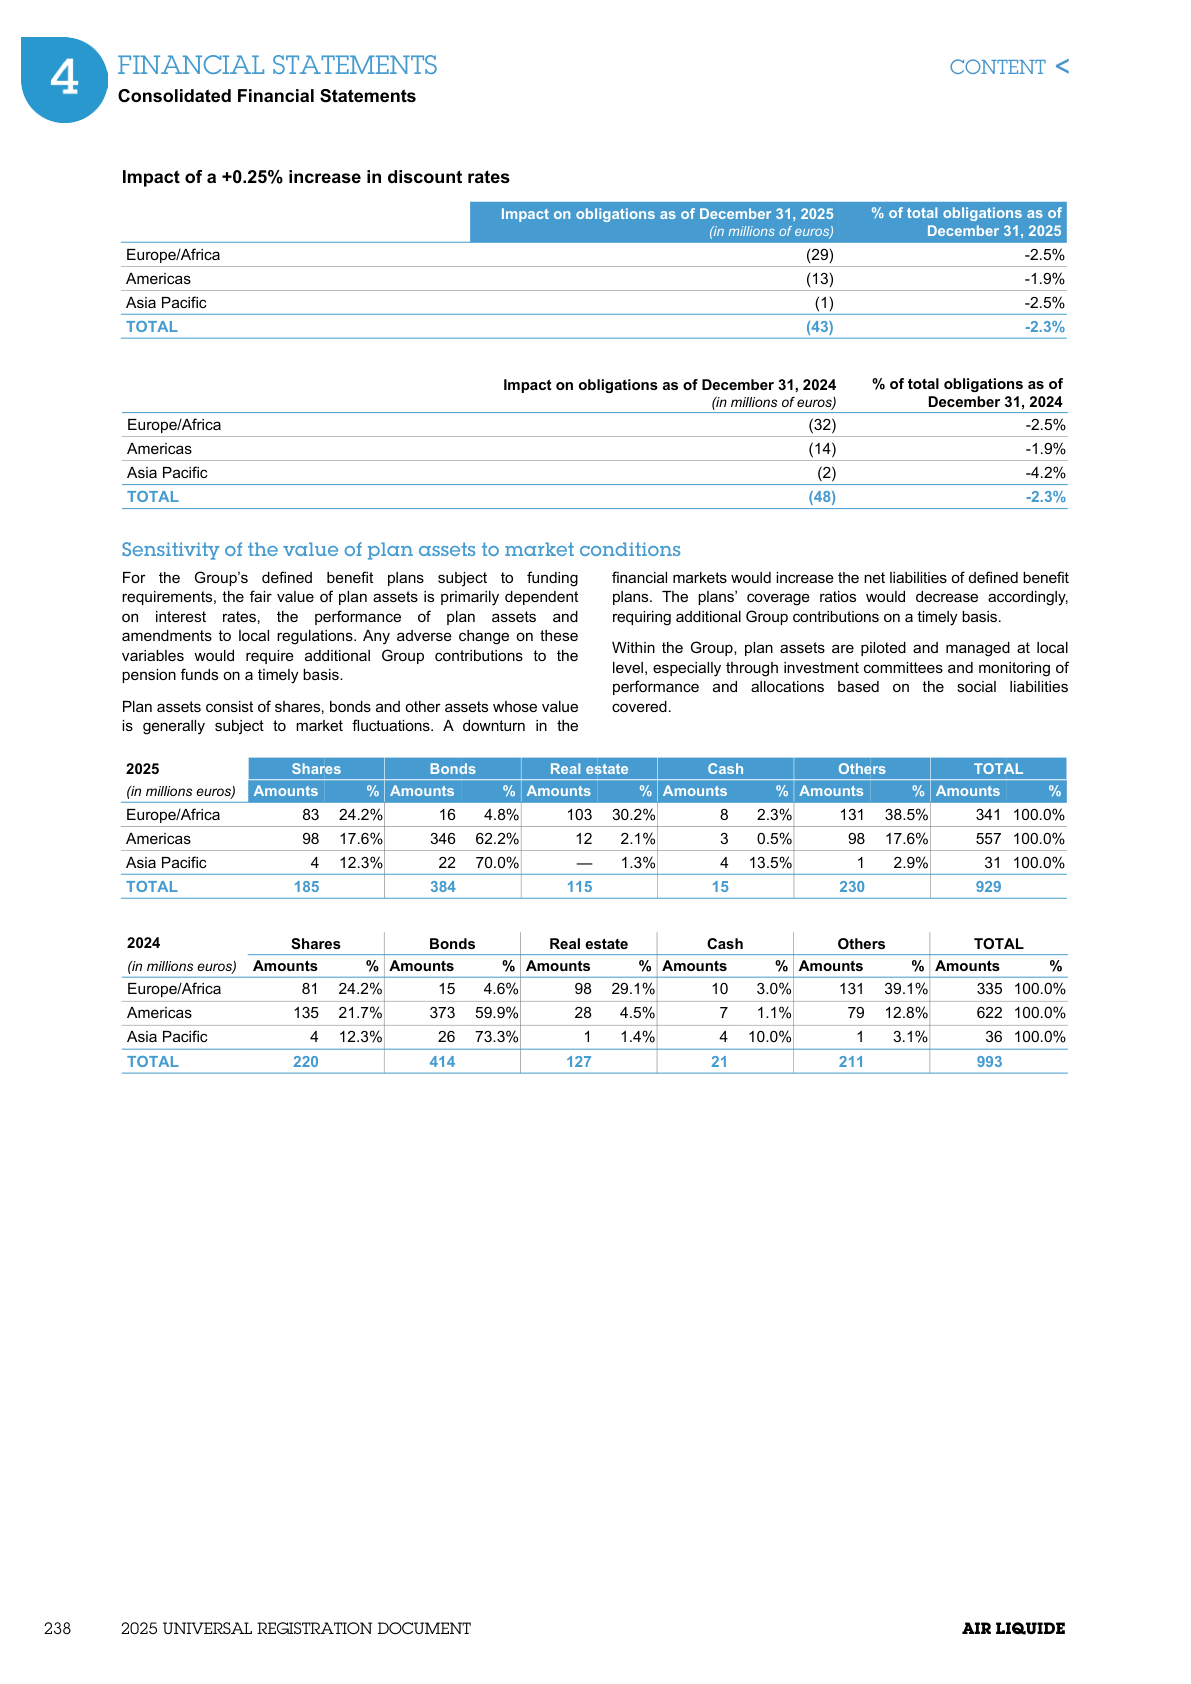 4
FINANCIAL STATEMENTS
CONTENT <
Consolidated Financial Statements
Impact of a +0.25% increase in discount rates
Impact on obligations as of December 31, 2025 % of total obligations as of
(in millions of euros) December 31, 2025
Europe/Africa (29) -2.5%
Americas (13) -1.9%
Asia Pacific (1) -2.5%
TOTAL (43) -2.3%
Impact on obligations as of December 31, 2024 % of total obligations as of
(in millions of euros) December 31, 2024
Europe/Africa (32) -2.5%
Americas (14) -1.9%
Asia Pacific (2) -4.2%
TOTAL (48) -2.3%
Sensitivity of the value of plan assets to market conditions
For the Group's defined benefit plans subject to funding
requirements, the fair value of plan assets is primarily dependent
on interest rates, the performance of plan assets and
amendments to local regulations. Any adverse change on these
variables would require additional Group contributions to the
pension funds on a timely basis.
Plan assets consist of shares, bonds and other assets whose value
is generally subject to market fluctuations. A downturn in the
financial markets would increase the net liabilities of defined benefit
plans. The plans' coverage ratios would decrease accordingly,
requiring additional Group contributions on a timely basis.
Within the Group, plan assets are piloted and managed at local
level, especially through investment committees and monitoring of
performance and allocations based on the social liabilities
covered.
2025 Shares Bonds Real estate Cash Others TOTAL
(in millions euros) Amounts % Amounts % Amounts % Amounts % Amounts % Amounts %
Europe/Africa 83 24.2% 16 4.8% 103 30.2% 8 2.3% 131 38.5% 341 100.0%
Americas 98 17.6% 346 62.2% 12 2.1% 3 0.5% 98 17.6% 557 100.0%
Asia Pacific 4 12.3% 22 70.0% — 1.3% 4 13.5% 1 2.9% 31 100.0%
TOTAL 185 384 115 15 230 929
2024 Shares Bonds Real estate Cash Others TOTAL
(in millions euros) Amounts % Amounts % Amounts % Amounts % Amounts % Amounts %
Europe/Africa 81 24.2% 15 4.6% 98 29.1% 10 3.0% 131 39.1% 335 100.0%
Americas 135 21.7% 373 59.9% 28 4.5% 7 1.1% 79 12.8% 622 100.0%
Asia Pacific 4 12.3% 26 73.3% 1 1.4% 4 10.0% 1 3.1% 36 100.0%
TOTAL 220 414 127 21 211 993
238 2025 UNIVERSAL REGISTRATION DOCUMENT AIR LIQUIDE